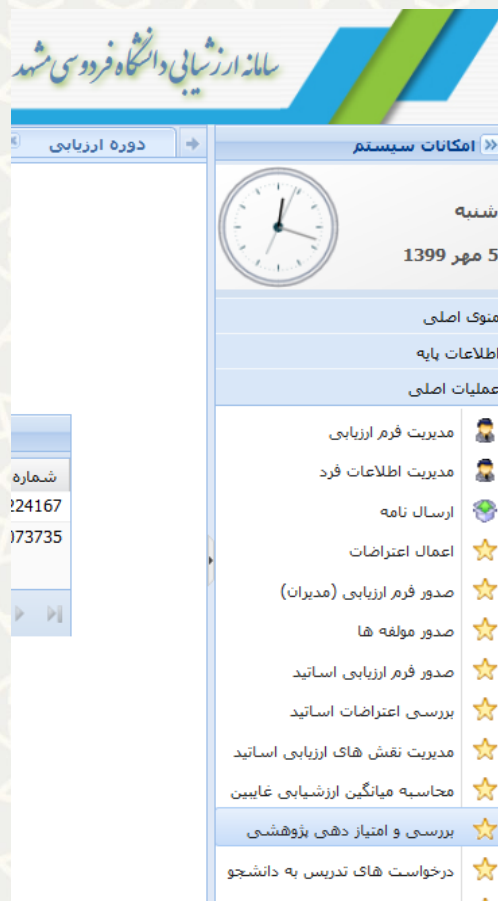 سامانه ارزشیابی دانشگاه فردوسی مشهد
امکانات سیستم
دوره ارزیابی
شنبه
5 مهر 1399
منوی اصلی
اطلاعات پایه
عملیات اصلی
مدیریت فرم ارزیابی
مدیریت اطلاعات فرد
ارسال نامه
اعمال اعتراضات
صدور فرم ارزیابی (مدیران)
صدور مولفه ها
صدور فرم ارزیابی اساتید
بررسی اعتراضات اساتید
مدیریت نقش های ارزیابی اساتید
محاسبه میانگین ارزشیابی غایبین
بررسی و امتیاز دهی پژوهشی
درخواست های تدریس به دانشجو
شماره
224167
073735